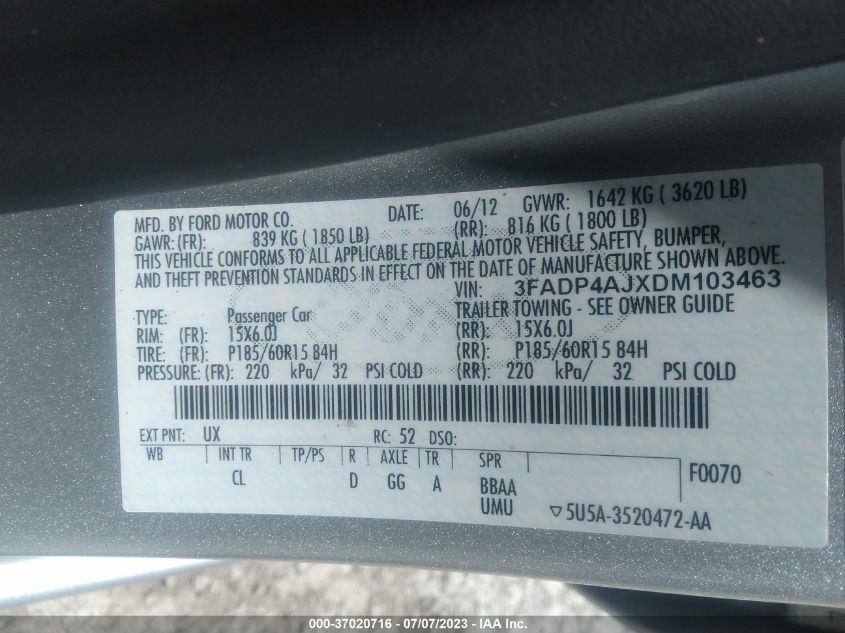 MFD. BY FORD MOTOR CO. DATE: 06/12 GVWR: 1642 KG ( 3620 LB)
GAWR: (FR): 839 KG ( 1850 LB) (RR): 816 KG ( 1800 LB)
THIS VEHICLE CONFORMS TO ALL APPLICABLE FEDERAL MOTOR VEHICLE SAFETY, BUMPER,
AND THEFT PREVENTION STANDARDS IN EFFECT ON THE DATE OF MANUFACTURE SHOWN ABOVE.
VIN: 3FADP4AJXDM103463
TYPE: Passenger Car TRAILER TOWING - SEE OWNER GUIDE
RIM: (FR): 15X6.0J (RR): 15X6.0J
TIRE: (FR): P185/60R15 84H (RR): P185/60R15 84H
PRESSURE: (FR): 220 kPa/ 32 PSI COLD (RR): 220 kPa/ 32 PSI COLD
EXT PNT: UX RC: 52 DSO:
WB INT TR TP/PS R AXLE TR SPR F0070
CL D GG A BBAA
UMU ▽5U5A-3520472-AA
000-37020716 - 07/07/2023 - IAA Inc.